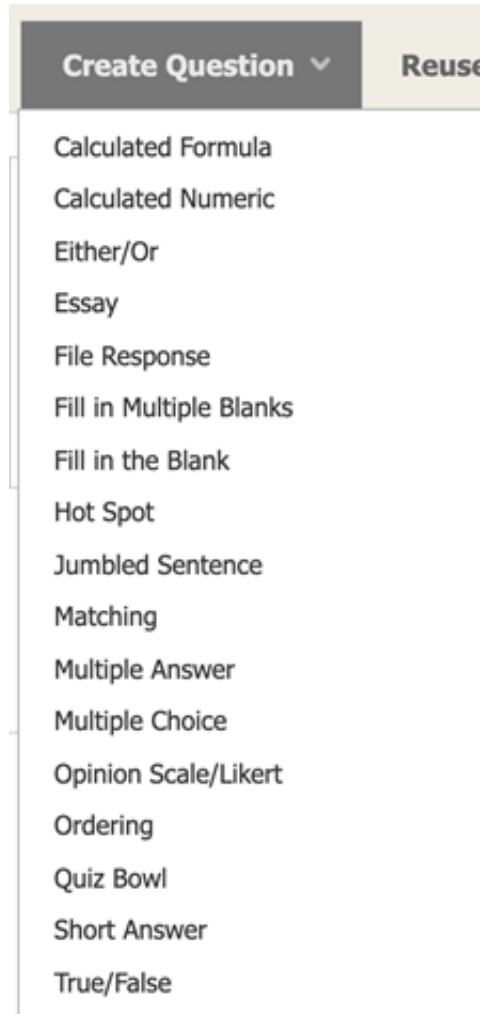 Create Question Reuse
Calculated Formula
Calculated Numeric
Either/Or
Essay
File Response
Fill in Multiple Blanks
Fill in the Blank
Hot Spot
Jumbled Sentence
Matching
Multiple Answer
Multiple Choice
Opinion Scale/Likert
Ordering
Quiz Bowl
Short Answer
True/False